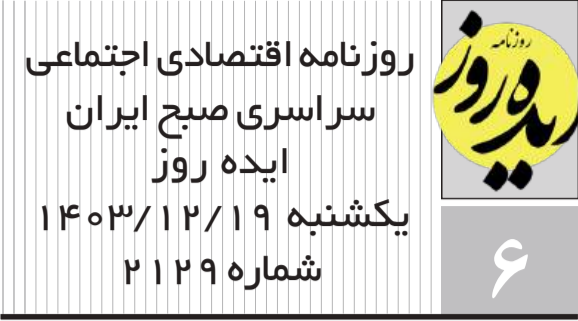 روزنامه
ایده روز
روزنامه اقتصادی اجتماعی
سراسری صبح ایران
ایده روز
یکشنبه ۱۴۰۳/۱۲/۱۹
شماره ۲۱۲۹
۶